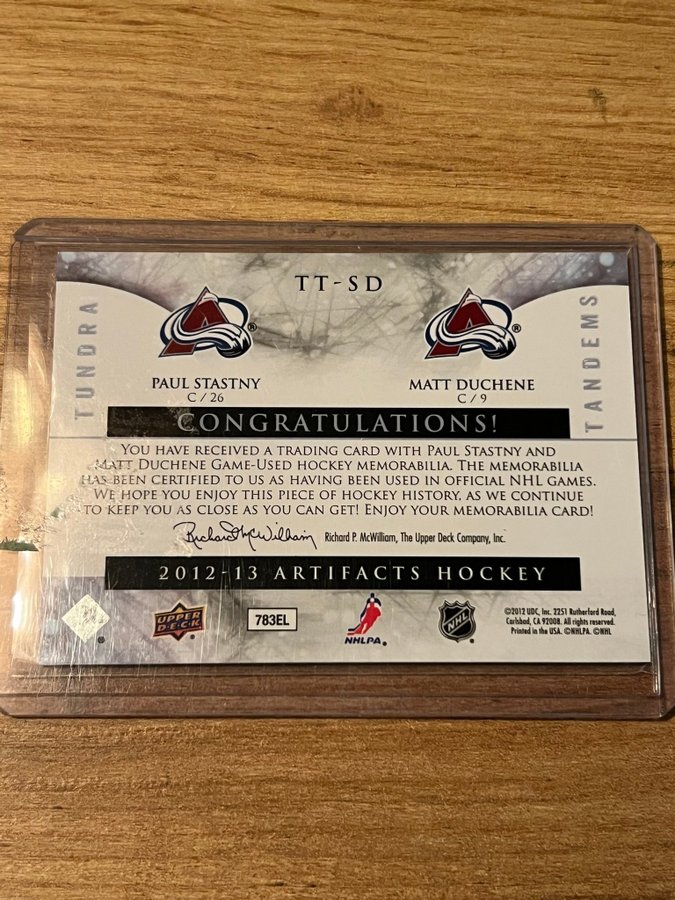 TT-SD
TUNDRA
TANDEMS
PAUL STASTNY
C / 26
MATT DUCHENE
C / 9
CONGRATULATIONS!
YOU HAVE RECEIVED A TRADING CARD WITH PAUL STASTNY AND
MATT DUCHENE GAME-USED HOCKEY MEMORABILIA. THE MEMORABILIA
HAS BEEN CERTIFIED TO US AS HAVING BEEN USED IN OFFICIAL NHL GAMES.
WE HOPE YOU ENJOY THIS PIECE OF HOCKEY HISTORY, AS WE CONTINUE
TO KEEP YOU AS CLOSE AS YOU CAN GET! ENJOY YOUR MEMORABILIA CARD!
Richard P. McWilliam Richard P. McWilliam, The Upper Deck Company, Inc.
2012-13 ARTIFACTS HOCKEY
UPPER
DECK
783EL
NHLPA
NHL
©2012 UDC, Inc. 2251 Rutherford Road,
Carlsbad, CA 92008. All rights reserved.
Printed in the USA. ©NHLPA. ©NHL